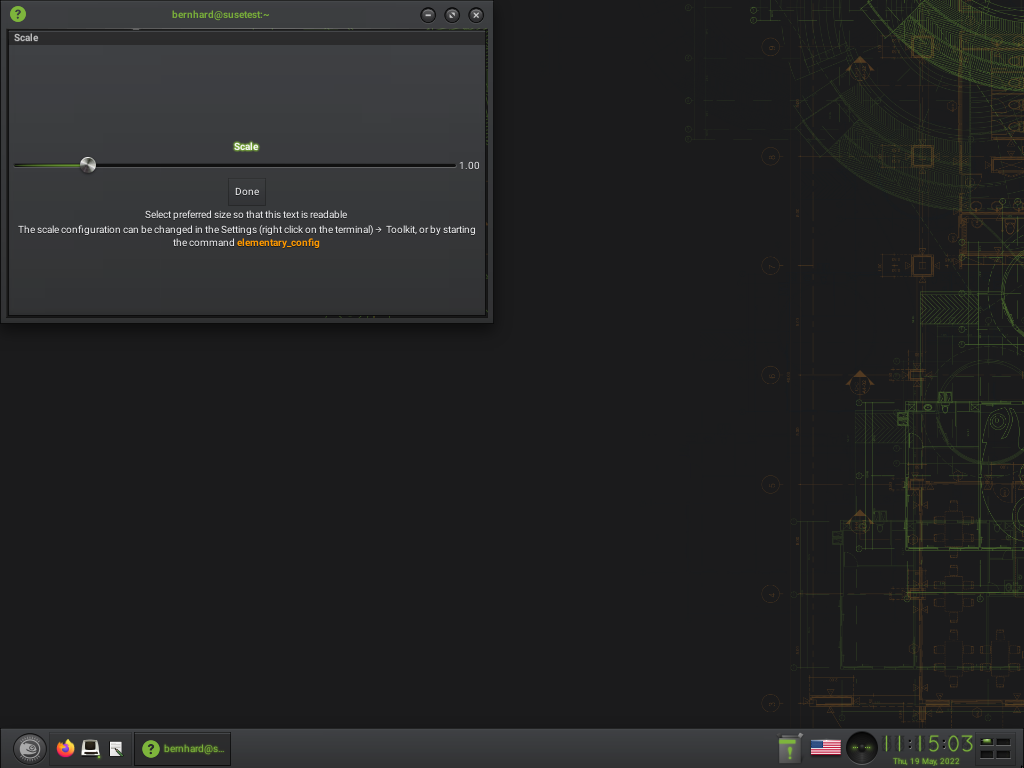 bernhard@susetest:~
Scale
Scale
1.00
Done
Select preferred size so that this text is readable
The scale configuration can be changed in the Settings (right click on the terminal) → Toolkit, or by starting
the command elementary_config
bernhard@s...
11:15:03
Thu, 19 May, 2022